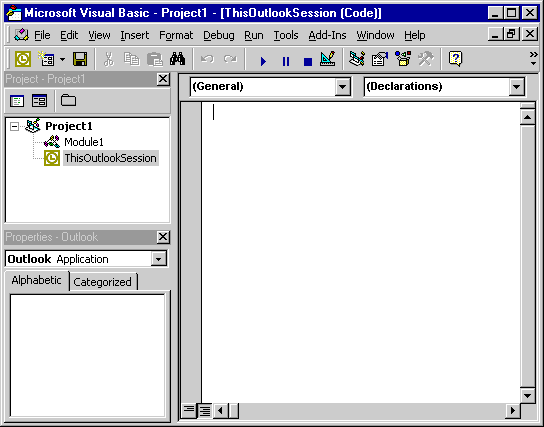 Microsoft Visual Basic - Project1 - [ThisOutlookSession (Code)]
File Edit View Insert Format Debug Run Tools Add-Ins Window Help
Project - Project1
(General) (Declarations)
Project1
Module1
ThisOutlookSession
Properties - Outlook
Outlook Application
Alphabetic Categorized